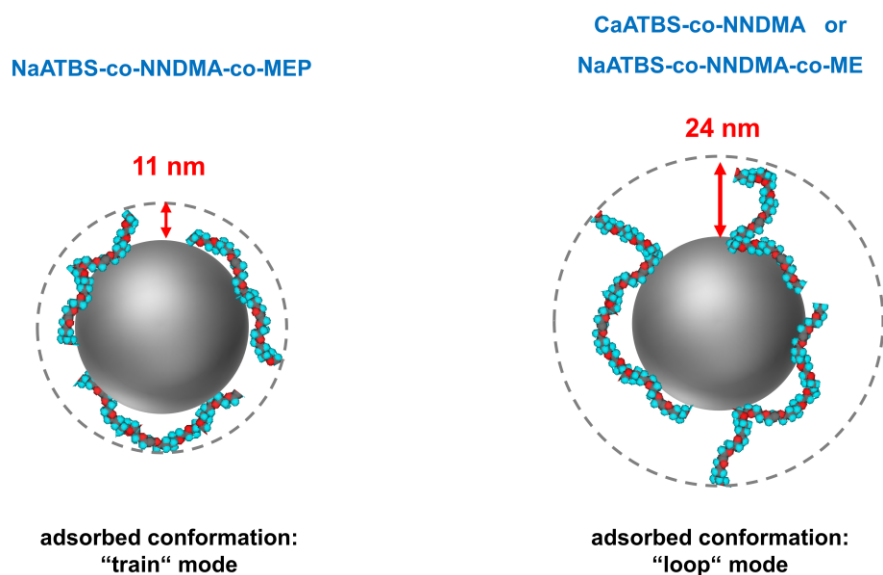 NaATBS-co-NNDMA-co-MEP
11 nm
adsorbed conformation:
“train“ mode
CaATBS-co-NNDMA or
NaATBS-co-NNDMA-co-ME
24 nm
adsorbed conformation:
“loop“ mode